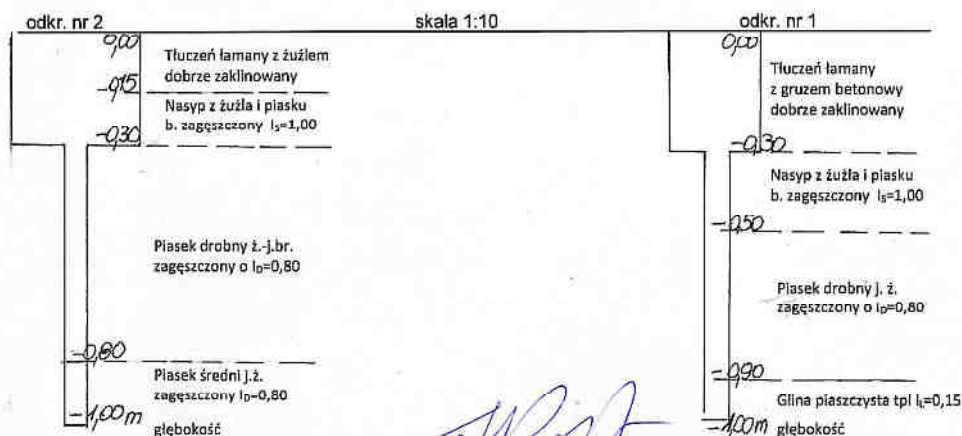 odkr. nr 2
skala 1:10
odkr. nr 1
0,00
Tłuczeń łamany z żużlem
dobrze zaklinowany
-0,15
Nasyp z żużla i piasku
b. zagęszczony Is=1,00
-0,30
Piasek drobny ż.-j.br.
zagęszczony o ID=0,80
-0,80
Piasek średni j.ż.
zagęszczony ID=0,80
-1,00m
głębokość
0,00
Tłuczeń łamany
z gruzem betonowy
dobrze zaklinowany
-0,30
Nasyp z żużla i piasku
b. zagęszczony Is=1,00
-0,50
Piasek drobny j. ż.
zagęszczony o ID=0,80
-0,90
Glina piaszczysta tpl IL=0,15
-1,00m
głębokość